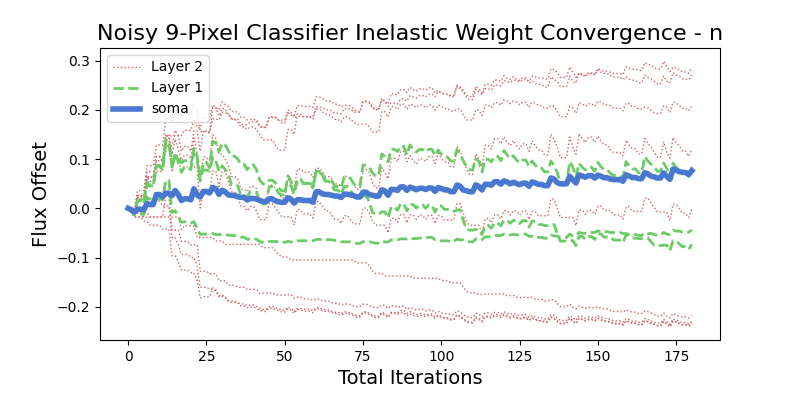 Noisy 9-Pixel Classifier Inelastic Weight Convergence - n
Layer 2
Layer 1
soma
Flux Offset
0.3
0.2
0.1
0.0
−0.1
−0.2
0 25 50 75 100 125 150 175
Total Iterations